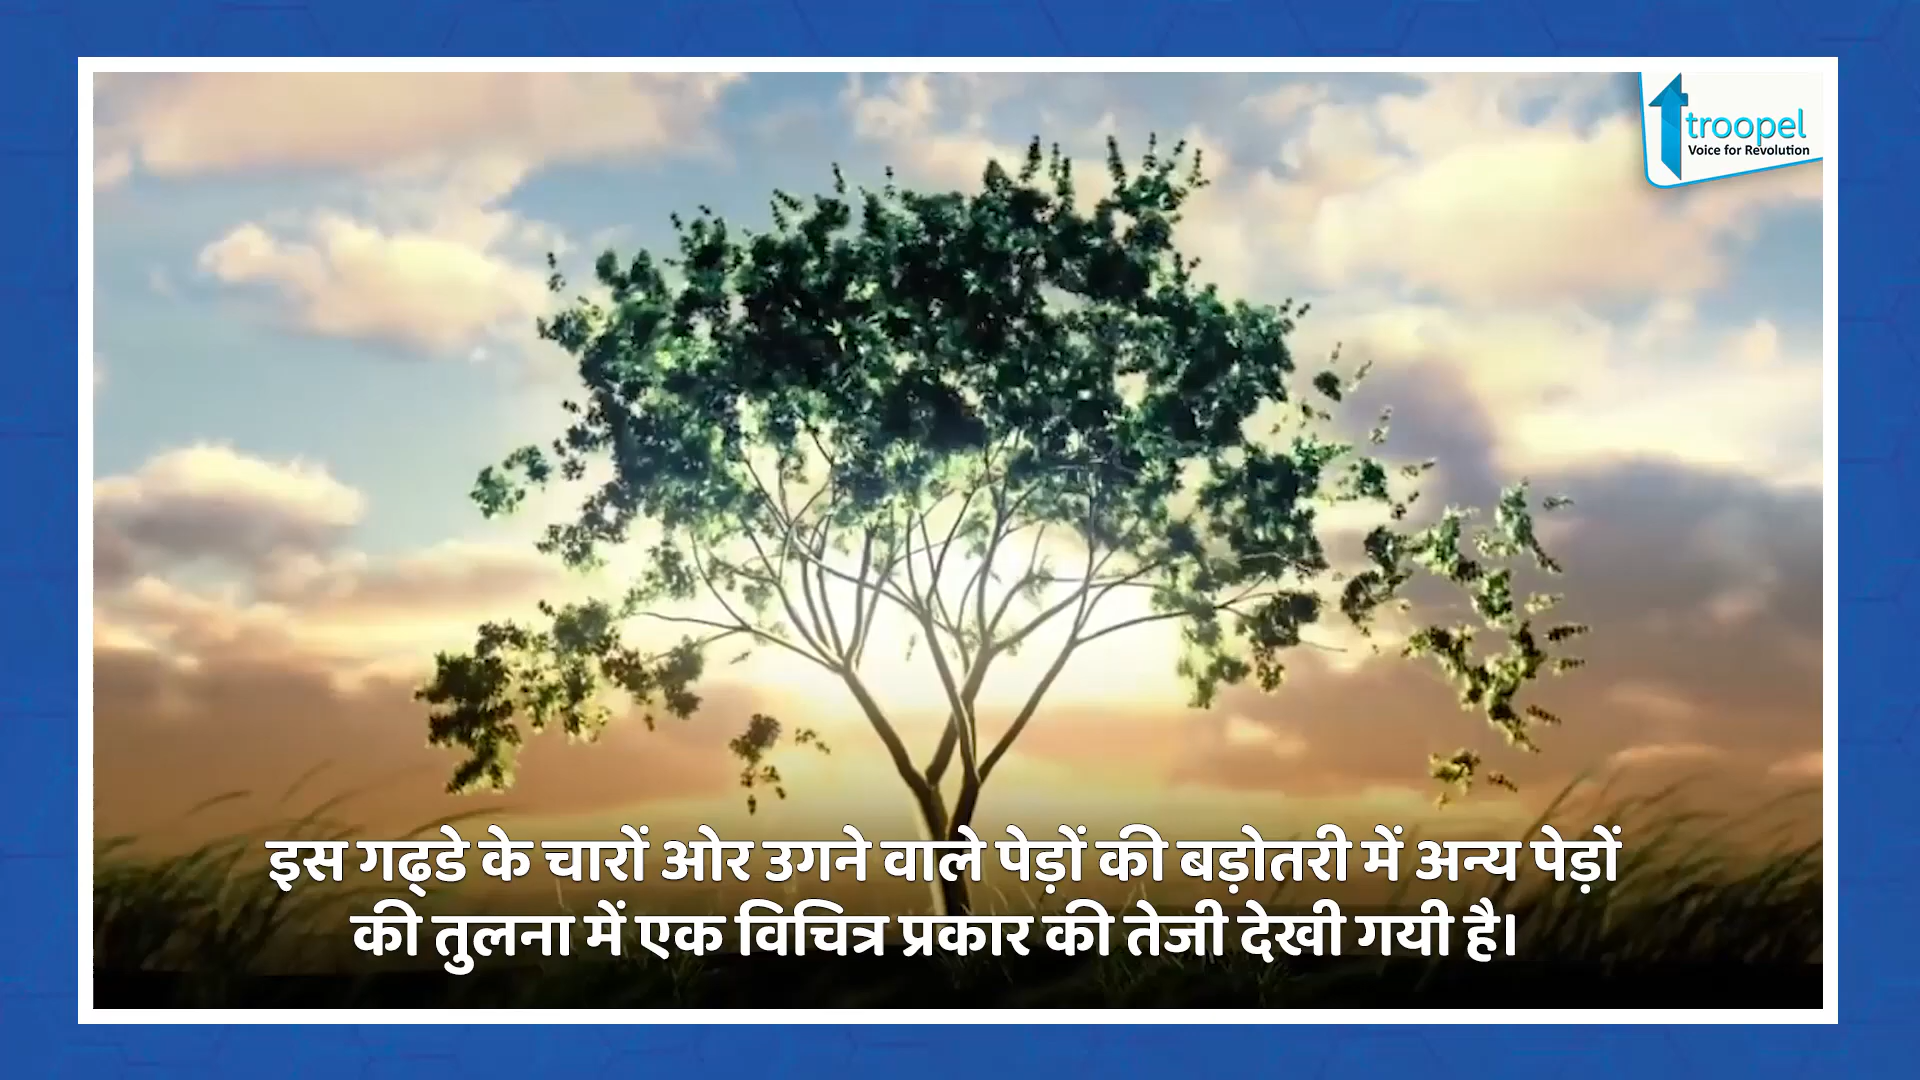 troopel
Voice for Revolution
इस गढ्डे के चारों ओर उगने वाले पेड़ों की बड़ोतरी में अन्य पेड़ों
की तुलना में एक विचित्र प्रकार की तेजी देखी गयी है।